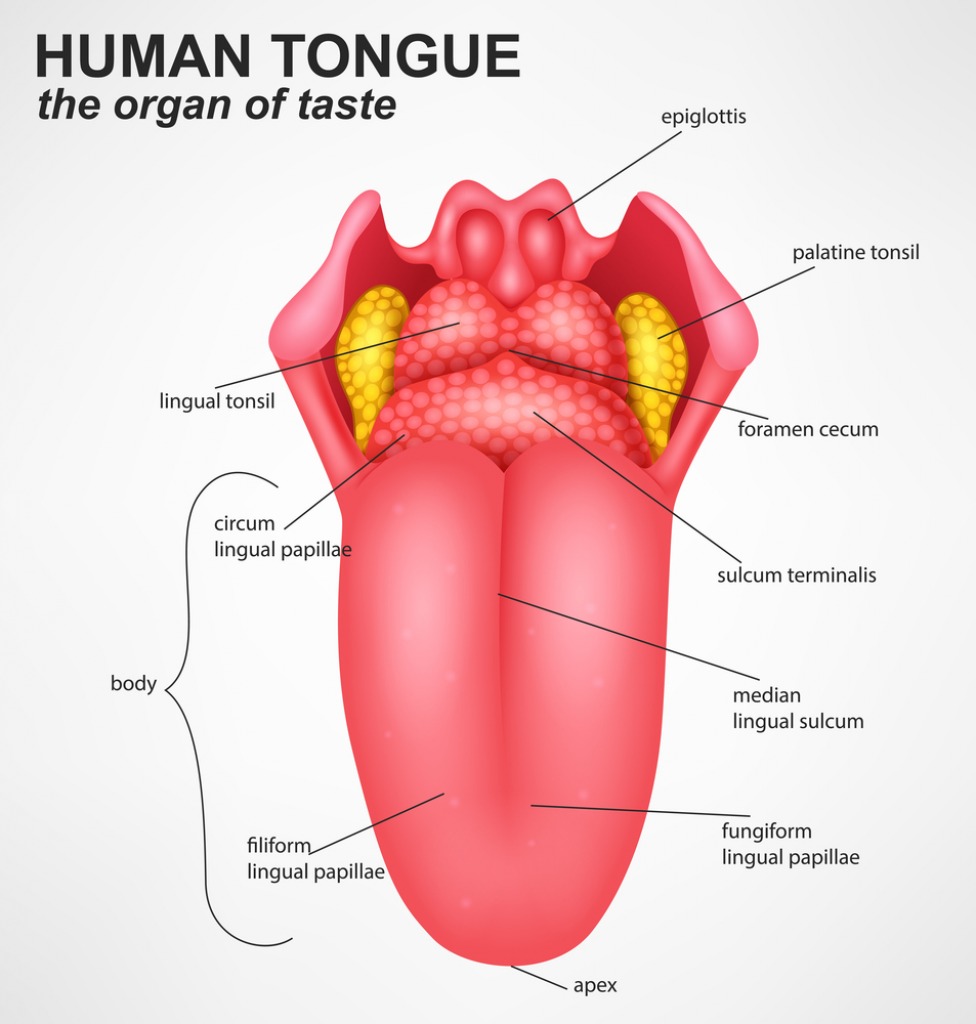 HUMAN TONGUE
the organ of taste
epiglottis
palatine tonsil
lingual tonsil
foramen cecum
circum
lingual papillae
sulcum terminalis
body
median
lingual sulcum
filiform
lingual papillae
fungiform
lingual papillae
apex